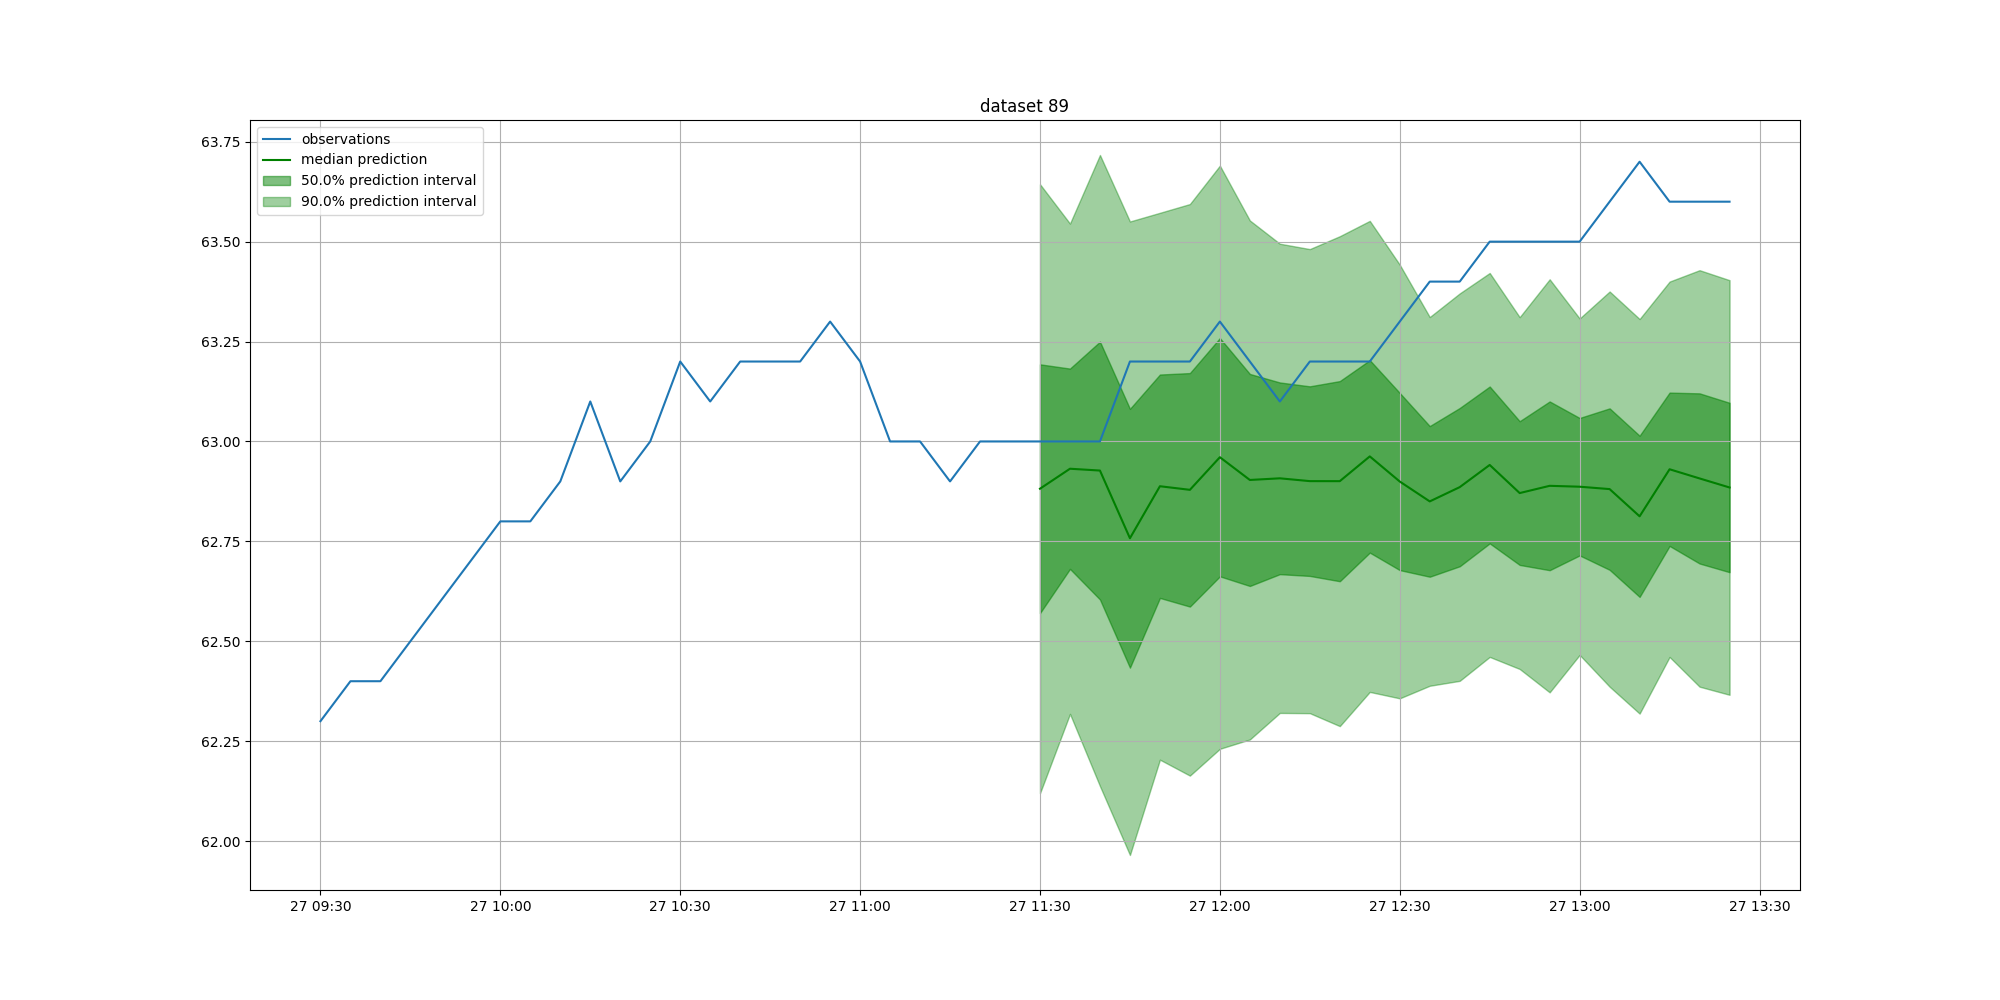 dataset 89
observations
median prediction
50.0% prediction interval
90.0% prediction interval
63.75
63.50
63.25
63.00
62.75
62.50
62.25
62.00
27 09:30 27 10:00 27 10:30 27 11:00 27 11:30 27 12:00 27 12:30 27 13:00 27 13:30